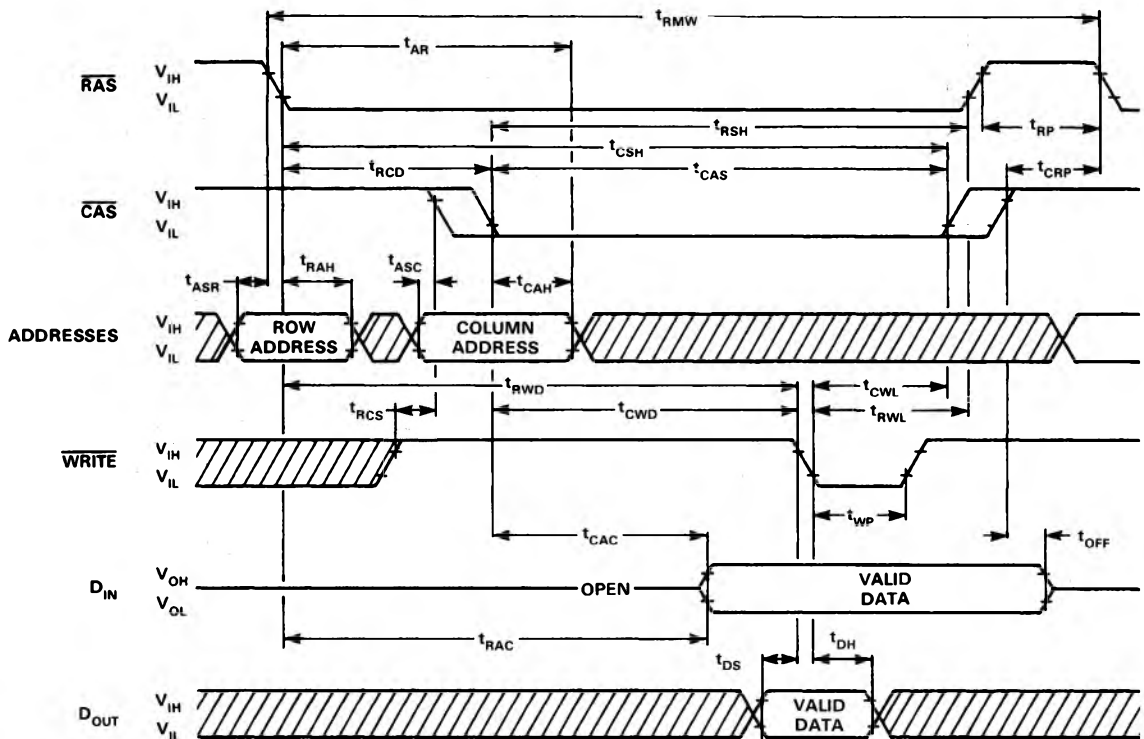 tRMW
tAR
RAS
VIH
VIL
tRSH
tRP
tCSH
tRCD
tCAS
tCRP
CAS
VIH
VIL
tASR
tRAH
tASC
tCAH
ADDRESSES
VIH
VIL
ROW
ADDRESS
COLUMN
ADDRESS
tRWD
tCWL
tRCS
tCWD
tRWL
WRITE
VIH
VIL
tWP
tCAC
tOFF
DIN
VOH
VOL
OPEN
VALID
DATA
tRAC
tDS
tDH
DOUT
VIH
VIL
VALID
DATA